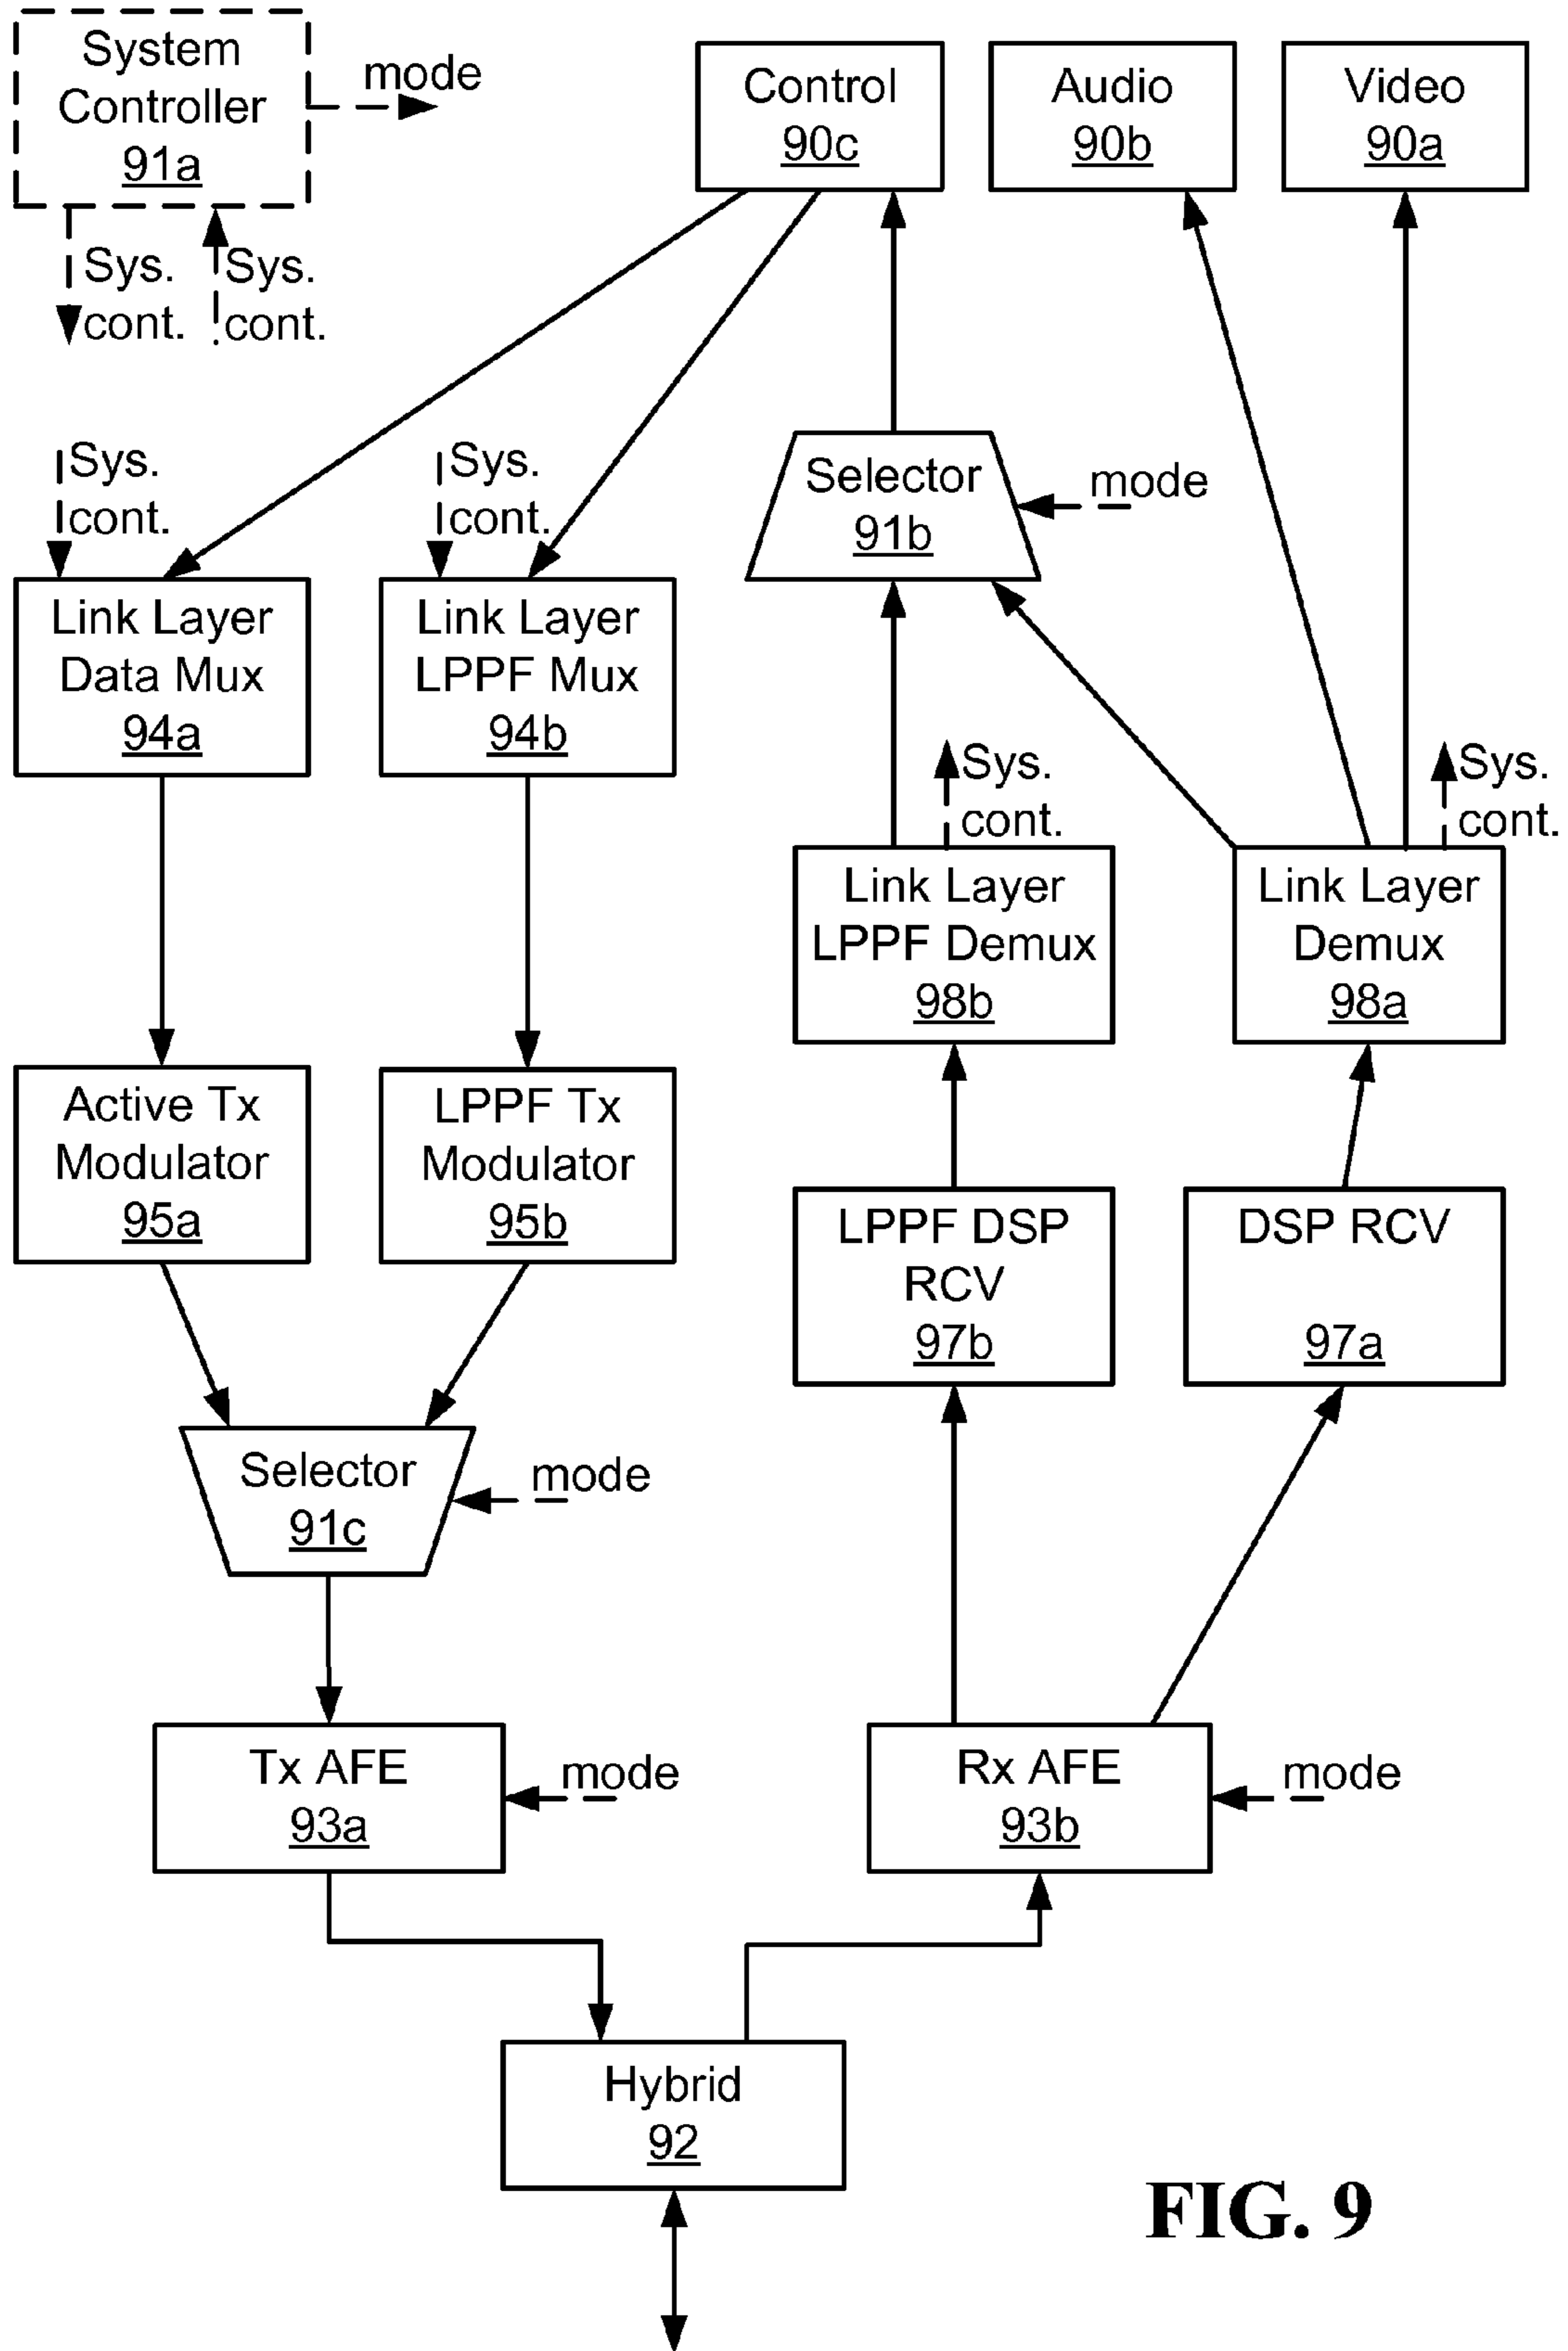 System
Controller
91a
mode
Sys.
cont.
Sys.
cont.
Control
90c
Audio
90b
Video
90a
Sys.
cont.
Sys.
cont.
Selector
91b
mode
Link Layer
Data Mux
94a
Link Layer
LPPF Mux
94b
Sys.
cont.
Sys.
cont.
Link Layer
LPPF Demux
98b
Link Layer
Demux
98a
Active Tx
Modulator
95a
LPPF Tx
Modulator
95b
LPPF DSP
RCV
97b
DSP RCV
97a
Selector
91c
mode
Tx AFE
93a
mode
Rx AFE
93b
mode
Hybrid
92
FIG. 9